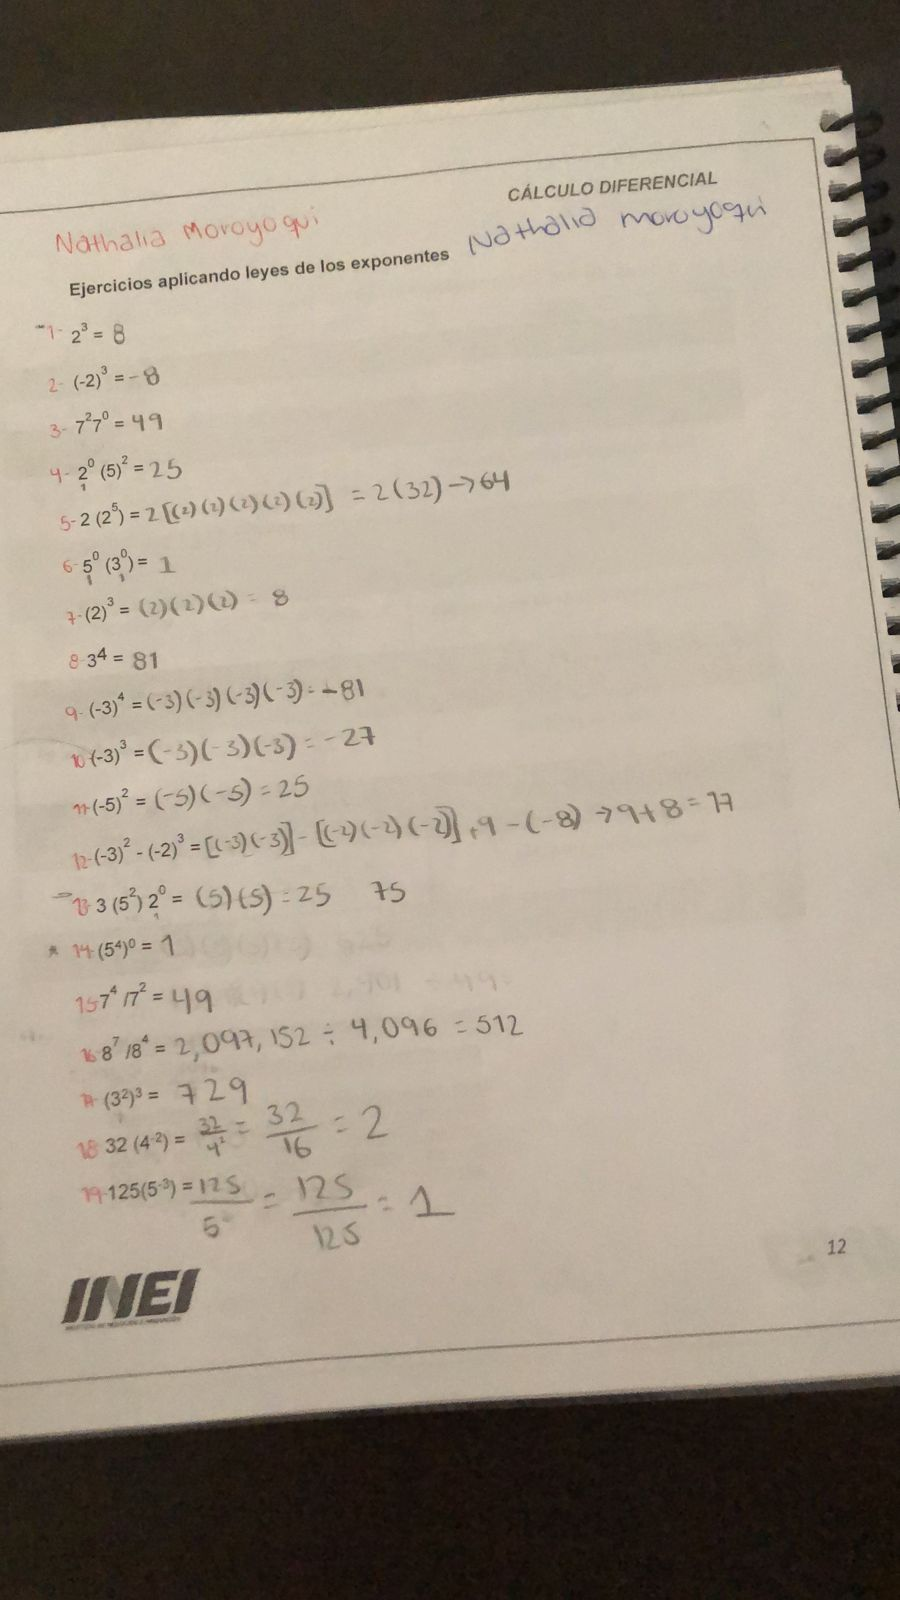 CÁLCULO DIFERENCIAL
Nathalia Moroyoqui
Nathalia moroyoqui
Ejercicios aplicando leyes de los exponentes
1- 2³ = 8
2- (-2)³ = -8
3- 7²7⁰ = 49
4- 2⁰ (5)² = 25
1
5- 2 (2⁵) = 2 [(2)(2)(2)(2)(2)] = 2(32) → 64
6- 5⁰ (3⁰) = 1
1 1
7- (2)³ = (2)(2)(2) = 8
8- 3⁴ = 81
9- (-3)⁴ = (-3)(-3)(-3)(-3) = -81
10- (-3)³ = (-3)(-3)(-3) = -27
11- (-5)² = (-5)(-5) = 25
12- (-3)² - (-2)³ = [(-3)(-3)] - [(-2)(-2)(-2)], 9 - (-8) → 9+8 = 17
13- 3 (5²) 2⁰ = (5)(5) = 25 75
1
* 14- (5⁴)⁰ = 1
15 7⁴ /7² = 49
16 8⁷ /8⁴ = 2,097,152 ÷ 4,096 = 512
17- (3²)³ = 729
18 32 (4⁻²) = 32/4² = 32/16 = 2
19- 125(5⁻³) = 125/5 = 125/125 = 1
12
INEI